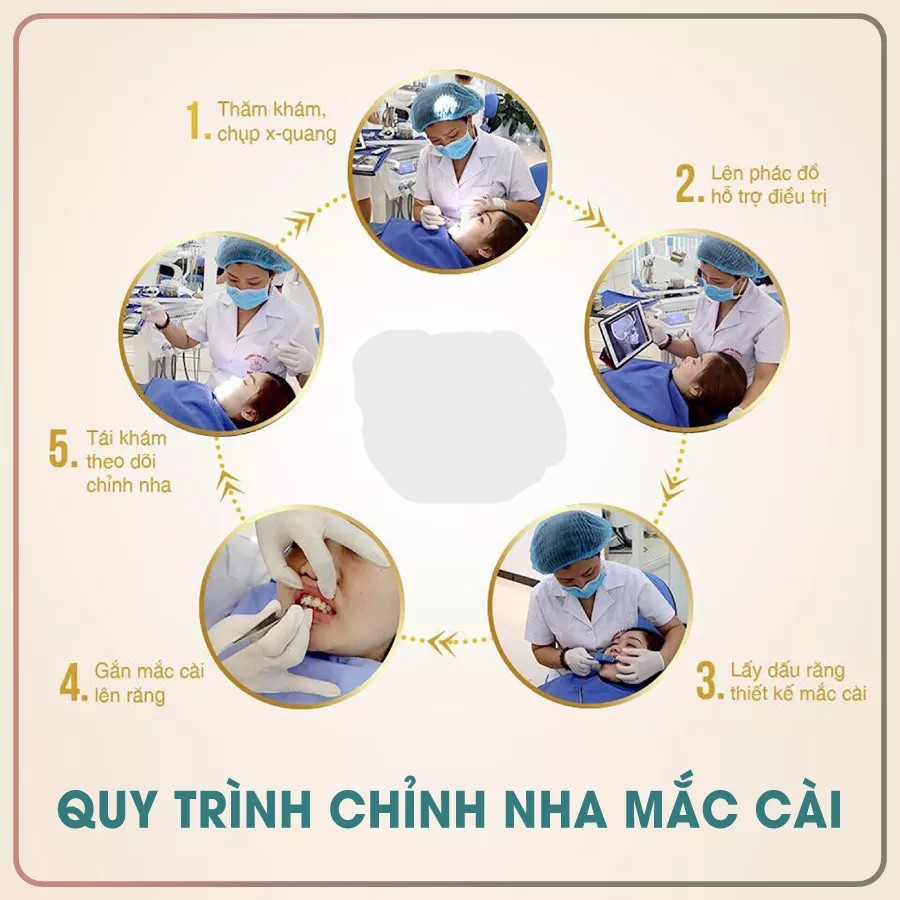 1. Thăm khám,
chụp x-quang
2. Lên phác đồ
hỗ trợ điều trị
3. Lấy dấu răng
thiết kế mắc cài
4. Gắn mắc cài
lên răng
5. Tái khám
theo dõi
chỉnh nha
QUY TRÌNH CHỈNH NHA MẮC CÀI